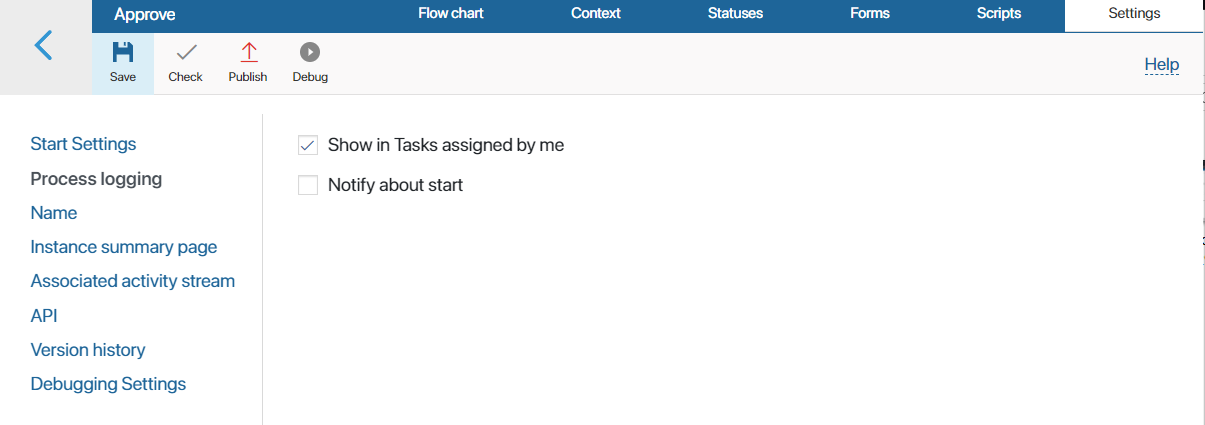 Approve Flow chart Context Statuses Forms Scripts Settings
Save Check Publish Debug Help
Start Settings
Process logging
Name
Instance summary page
Associated activity stream
API
Version history
Debugging Settings
Show in Tasks assigned by me
Notify about start